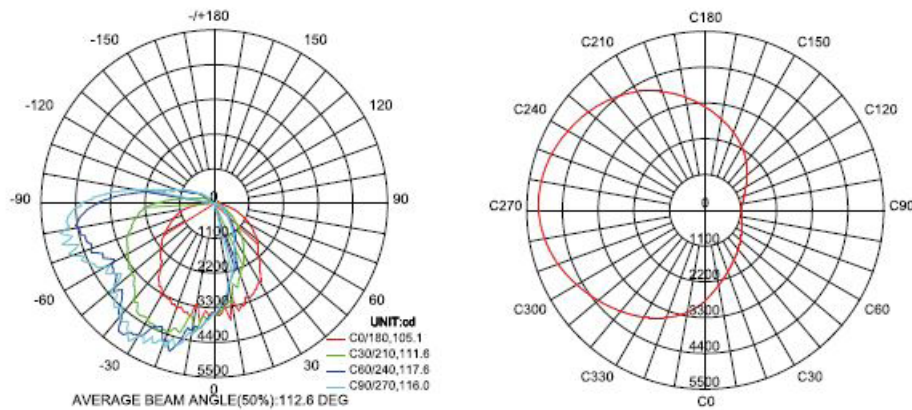 -/+180
-150 150
-120 120
-90 90
-60 60
-30 30
0
0
1100
2200
3300
4400
5500
UNIT:cd
C0/180,105.1
C30/210,111.6
C60/240,117.6
C90/270,116.0
AVERAGE BEAM ANGLE(50%):112.6 DEG
C180
C210 C150
C240 C120
C270 C90
C300 C60
C330 C30
C0
0
1100
2200
3300
4400
5500